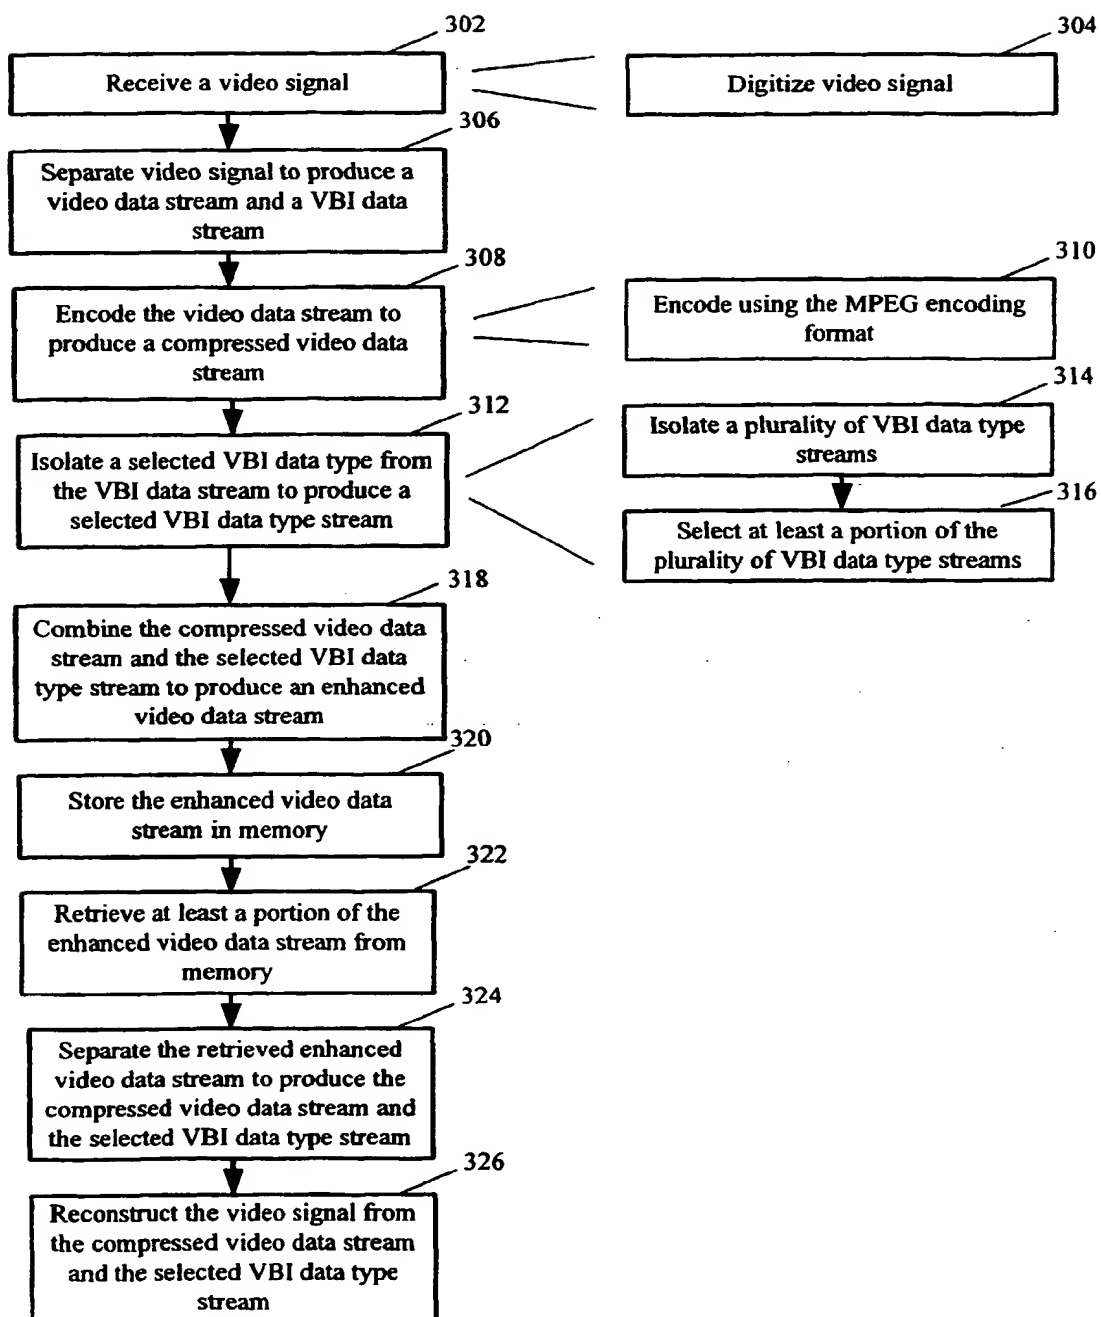 302
Receive a video signal
304
Digitize video signal
306
Separate video signal to produce a
video data stream and a VBI data
stream
308
Encode the video data stream to
produce a compressed video data
stream
310
Encode using the MPEG encoding
format
312
Isolate a selected VBI data type from
the VBI data stream to produce a
selected VBI data type stream
314
Isolate a plurality of VBI data type
streams
316
Select at least a portion of the
plurality of VBI data type streams
318
Combine the compressed video data
stream and the selected VBI data
type stream to produce an enhanced
video data stream
320
Store the enhanced video data
stream in memory
322
Retrieve at least a portion of the
enhanced video data stream from
memory
324
Separate the retrieved enhanced
video data stream to produce the
compressed video data stream and
the selected VBI data type stream
326
Reconstruct the video signal from
the compressed video data stream
and the selected VBI data type
stream